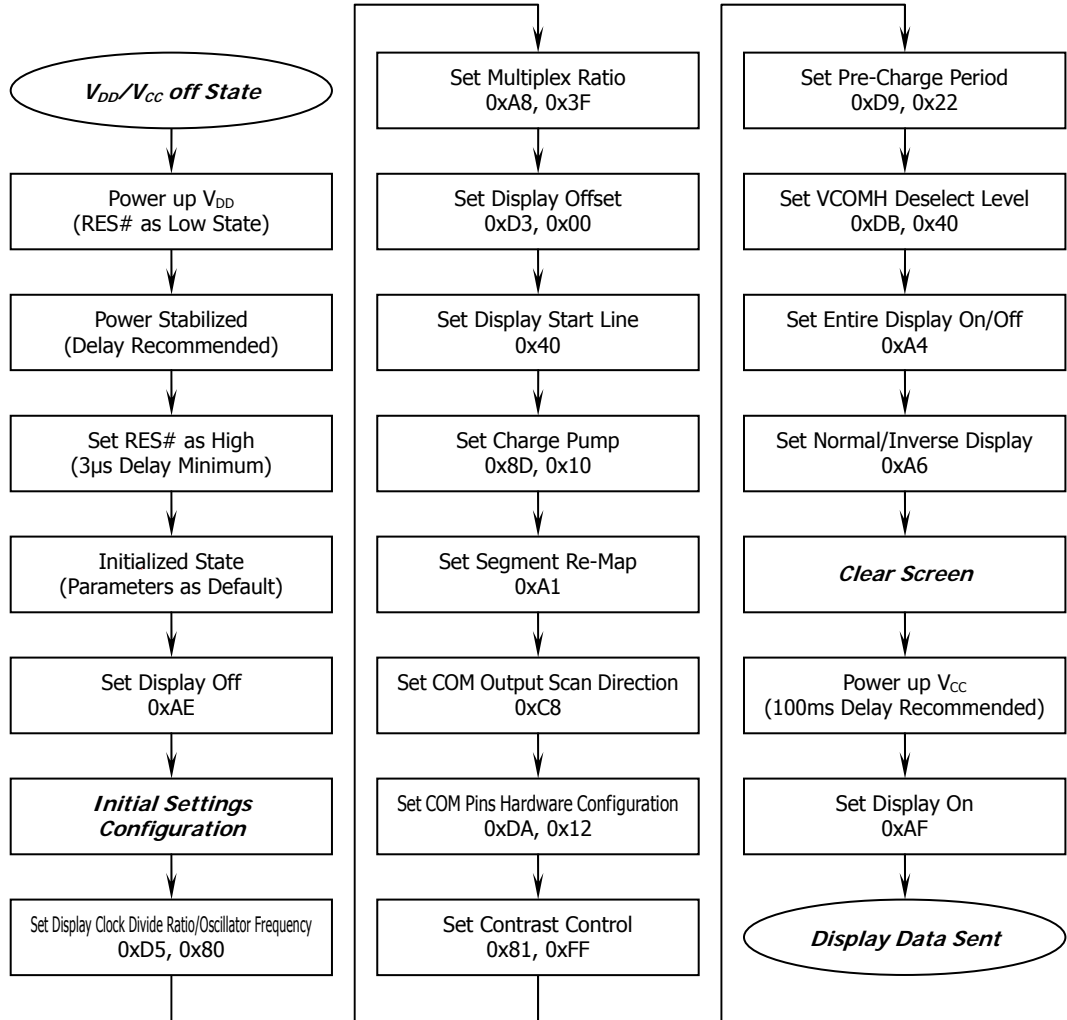 V_DD/V_CC off State
Power up V_DD
(RES# as Low State)
Power Stabilized
(Delay Recommended)
Set RES# as High
(3µs Delay Minimum)
Initialized State
(Parameters as Default)
Set Display Off
0xAE
Initial Settings
Configuration
Set Display Clock Divide Ratio/Oscillator Frequency
0xD5, 0x80
Set Multiplex Ratio
0xA8, 0x3F
Set Display Offset
0xD3, 0x00
Set Display Start Line
0x40
Set Charge Pump
0x8D, 0x10
Set Segment Re-Map
0xA1
Set COM Output Scan Direction
0xC8
Set COM Pins Hardware Configuration
0xDA, 0x12
Set Contrast Control
0x81, 0xFF
Set Pre-Charge Period
0xD9, 0x22
Set VCOMH Deselect Level
0xDB, 0x40
Set Entire Display On/Off
0xA4
Set Normal/Inverse Display
0xA6
Clear Screen
Power up V_CC
(100ms Delay Recommended)
Set Display On
0xAF
Display Data Sent